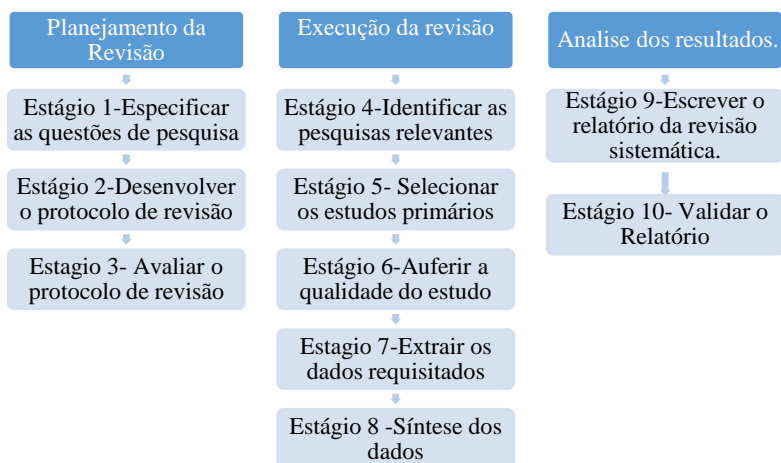 Planejamento da
Revisão
Estágio 1-Especificar
as questões de pesquisa
Estágio 2-Desenvolver
o protocolo de revisão
Estagio 3- Avaliar o
protocolo de revisão
Execução da revisão
Estágio 4-Identificar as
pesquisas relevantes
Estágio 5- Selecionar
os estudos primários
Estágio 6-Auferir a
qualidade do estudo
Estagio 7-Extrair os
dados requisitados
Estágio 8 -Síntese dos
dados
Analise dos resultados.
Estágio 9-Escrever o
relatório da revisão
sistemática.
Estágio 10- Validar o
Relatório